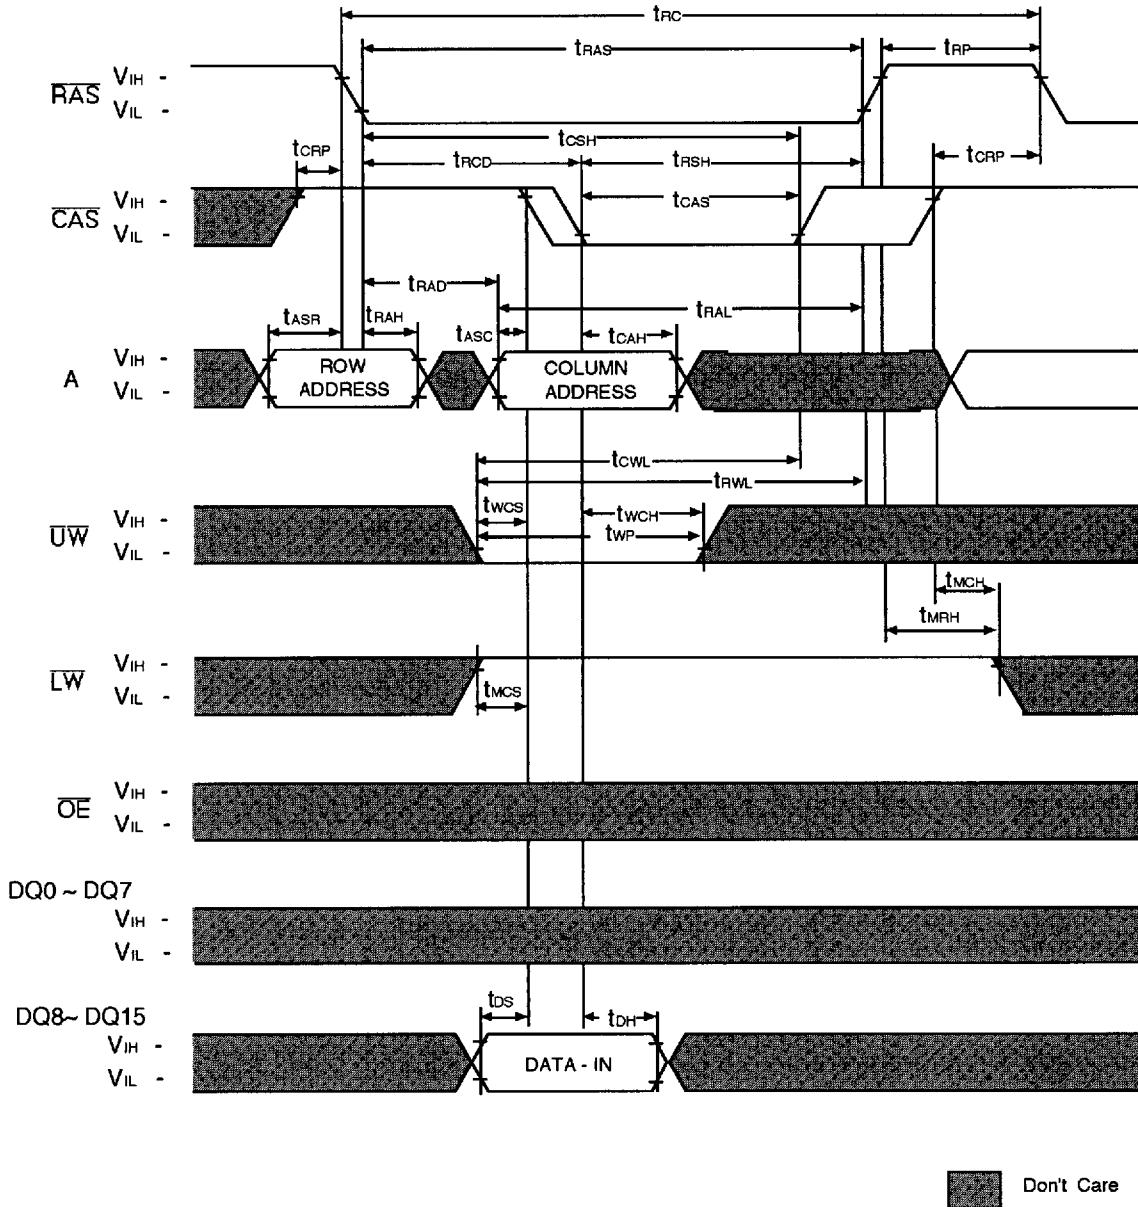 tRC
tRAS
tRP
RAS
VIH -
VIL -
tCSH
tCRP
tRCD
tRSH
tCRP
CAS
VIH -
VIL -
tCAS
tRAD
tRAL
tASR
tRAH
tASC
tCAH
A
VIH -
VIL -
ROW
ADDRESS
COLUMN
ADDRESS
tCWL
tRWL
UW
VIH -
VIL -
tWCS
tWCH
tWP
tMCH
tMRH
LW
VIH -
VIL -
tMCS
OE
VIH -
VIL -
DQ0 ~ DQ7
VIH -
VIL -
DQ8~ DQ15
VIH -
VIL -
tDS
tDH
DATA - IN
Don't Care